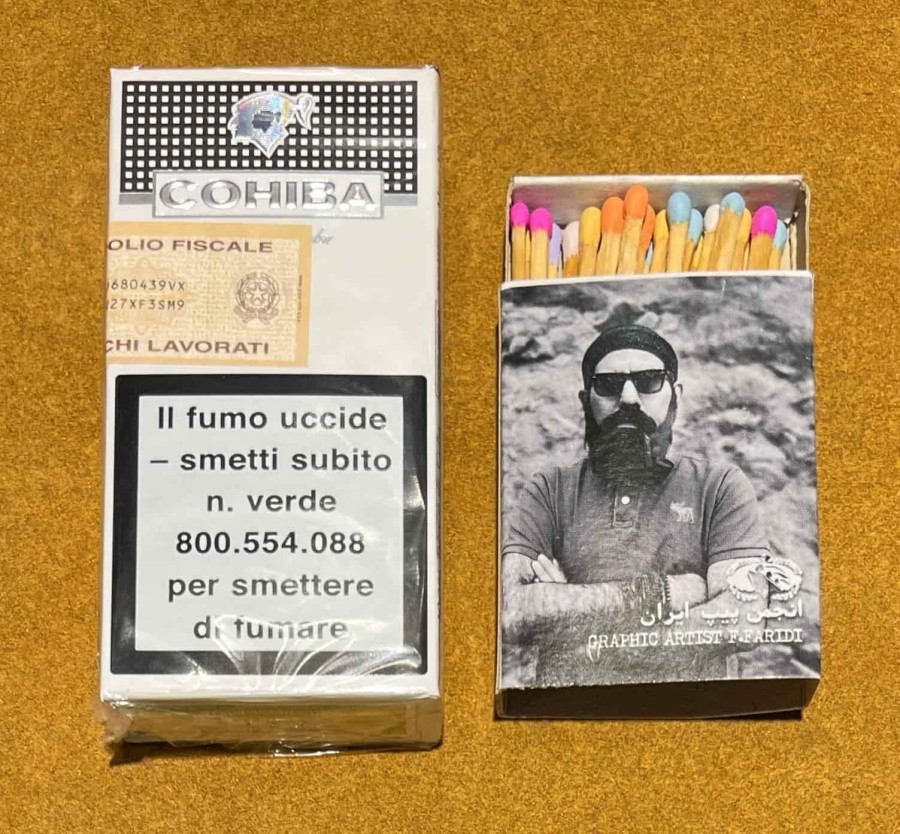 COHIBA
OLIO FISCALE
680439VX
27XF3SM9
CHI LAVORATI
Il fumo uccide
– smetti subito
n. verde
800.554.088
per smettere
di fumare
انجمن پیپ ایران
GRAPHIC ARTIST F.FARIDI